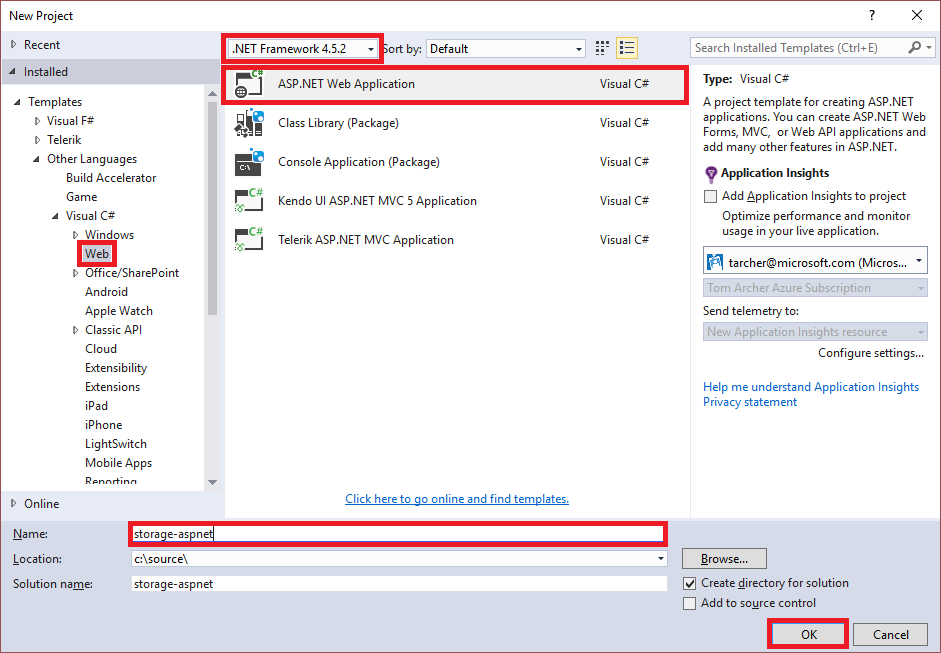 New Project
?
Recent
.NET Framework 4.5.2
Sort by:
Default
Search Installed Templates (Ctrl+E)
Installed
Templates
Visual F#
Telerik
Other Languages
Build Accelerator
Game
Visual C#
Windows
Web
Office/SharePoint
Android
Apple Watch
Classic API
Cloud
Extensibility
Extensions
iPad
iPhone
LightSwitch
Mobile Apps
Reporting
Online
C#
ASP.NET Web Application
Visual C#
Class Library (Package)
Visual C#
C:\
Console Application (Package)
Visual C#
C#
Kendo UI ASP.NET MVC 5 Application
Visual C#
C#
Telerik ASP.NET MVC Application
Visual C#
Click here to go online and find templates.
Type: Visual C#
A project template for creating ASP.NET
applications. You can create ASP.NET Web
Forms, MVC, or Web API applications and
add many other features in ASP.NET.
Application Insights
Add Application Insights to project
Optimize performance and monitor
usage in your live application.
tarcher@microsoft.com (Micros...
Tom Archer Azure Subscription
Send telemetry to:
New Application Insights resource
Configure settings...
Help me understand Application Insights
Privacy statement
Name:
storage-aspnet
Location:
c:\source\
Browse...
Solution name:
storage-aspnet
Create directory for solution
Add to source control
OK
Cancel